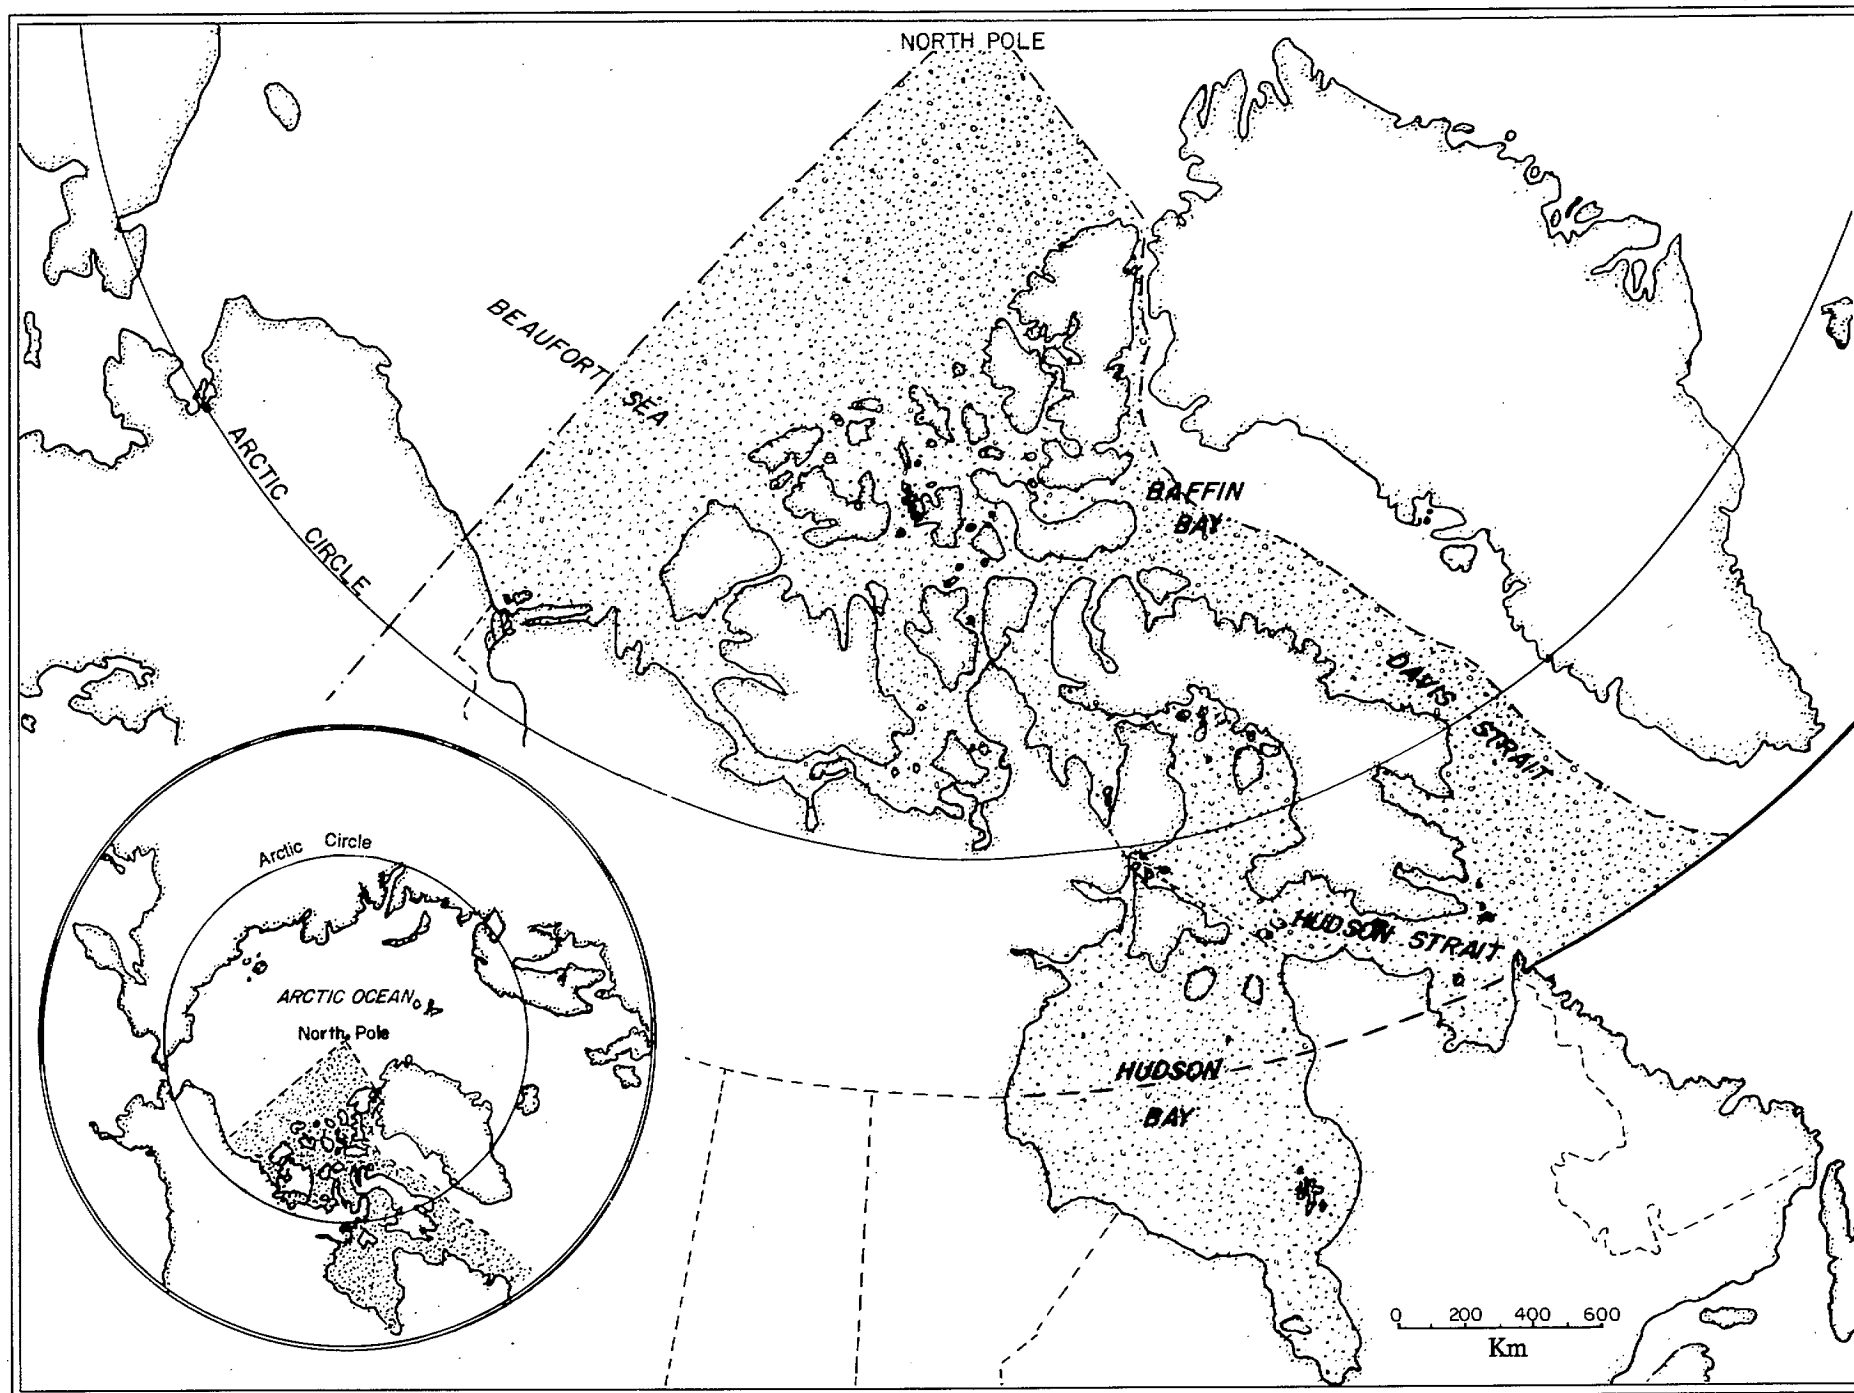 NORTH POLE
BEAUFORT SEA
ARCTIC CIRCLE
BAFFIN
BAY
DAVIS STRAIT
HUDSON STRAIT
HUDSON
BAY
Arctic Circle
ARCTIC OCEAN
North Pole
0 200 400 600
Km